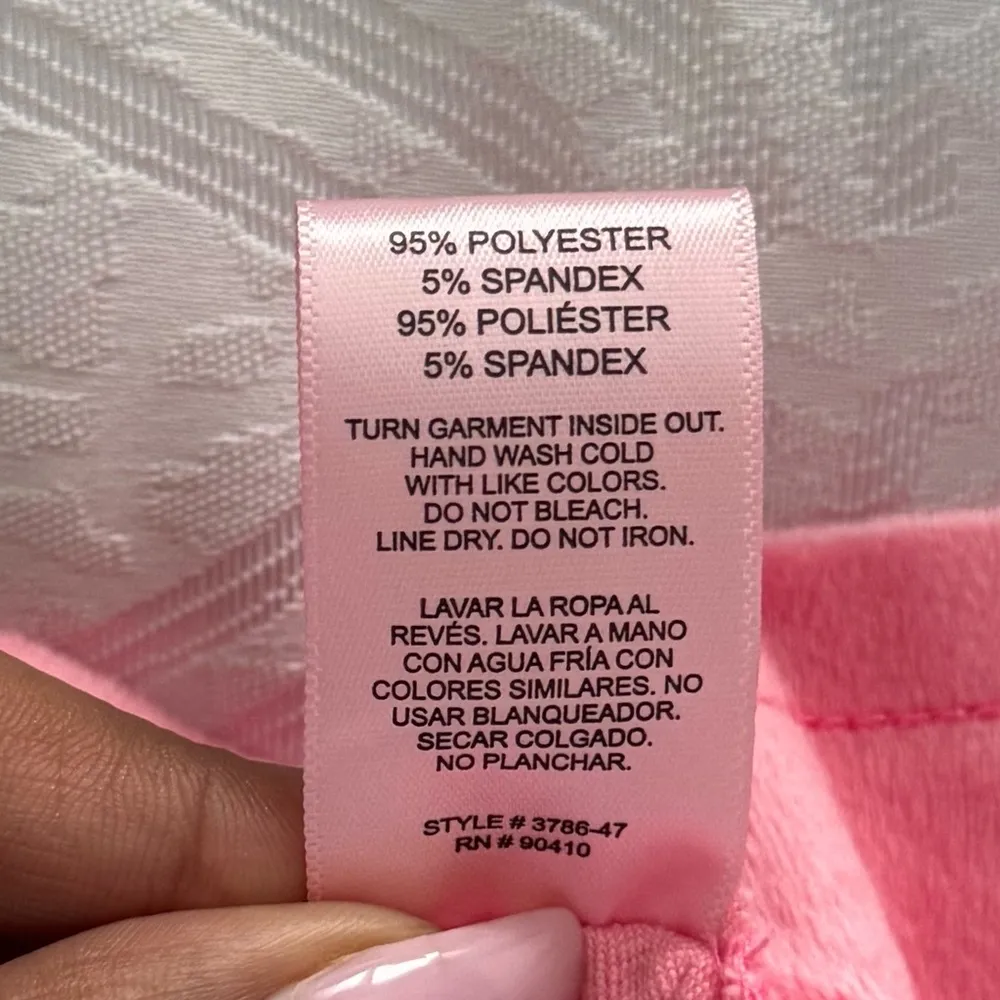 95% POLYESTER
5% SPANDEX
95% POLIÉSTER
5% SPANDEX
TURN GARMENT INSIDE OUT.
HAND WASH COLD
WITH LIKE COLORS.
DO NOT BLEACH.
LINE DRY. DO NOT IRON.
LAVAR LA ROPA AL
REVÉS. LAVAR A MANO
CON AGUA FRÍA CON
COLORES SIMILARES. NO
USAR BLANQUEADOR.
SECAR COLGADO.
NO PLANCHAR.
STYLE # 3786-47
RN # 90410